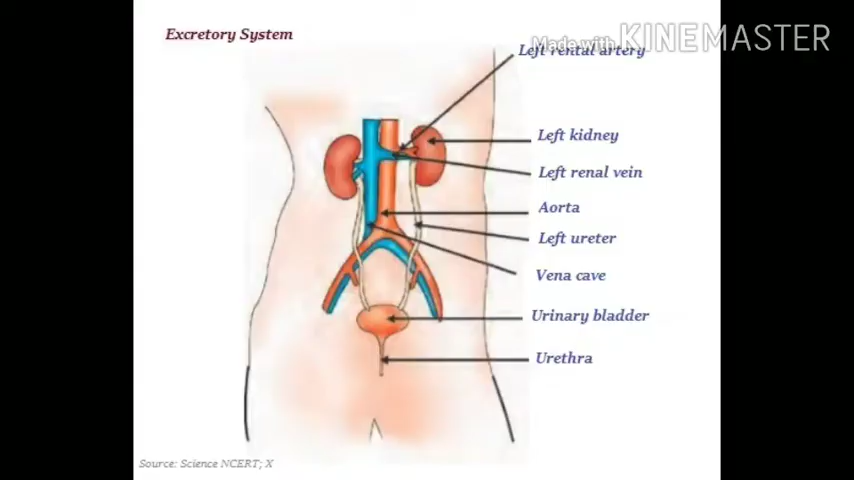 Excretory System
Made with KINEMASTER
Left rental artery
Left kidney
Left renal vein
Aorta
Left ureter
Vena cave
Urinary bladder
Urethra
Source: Science NCERT; X